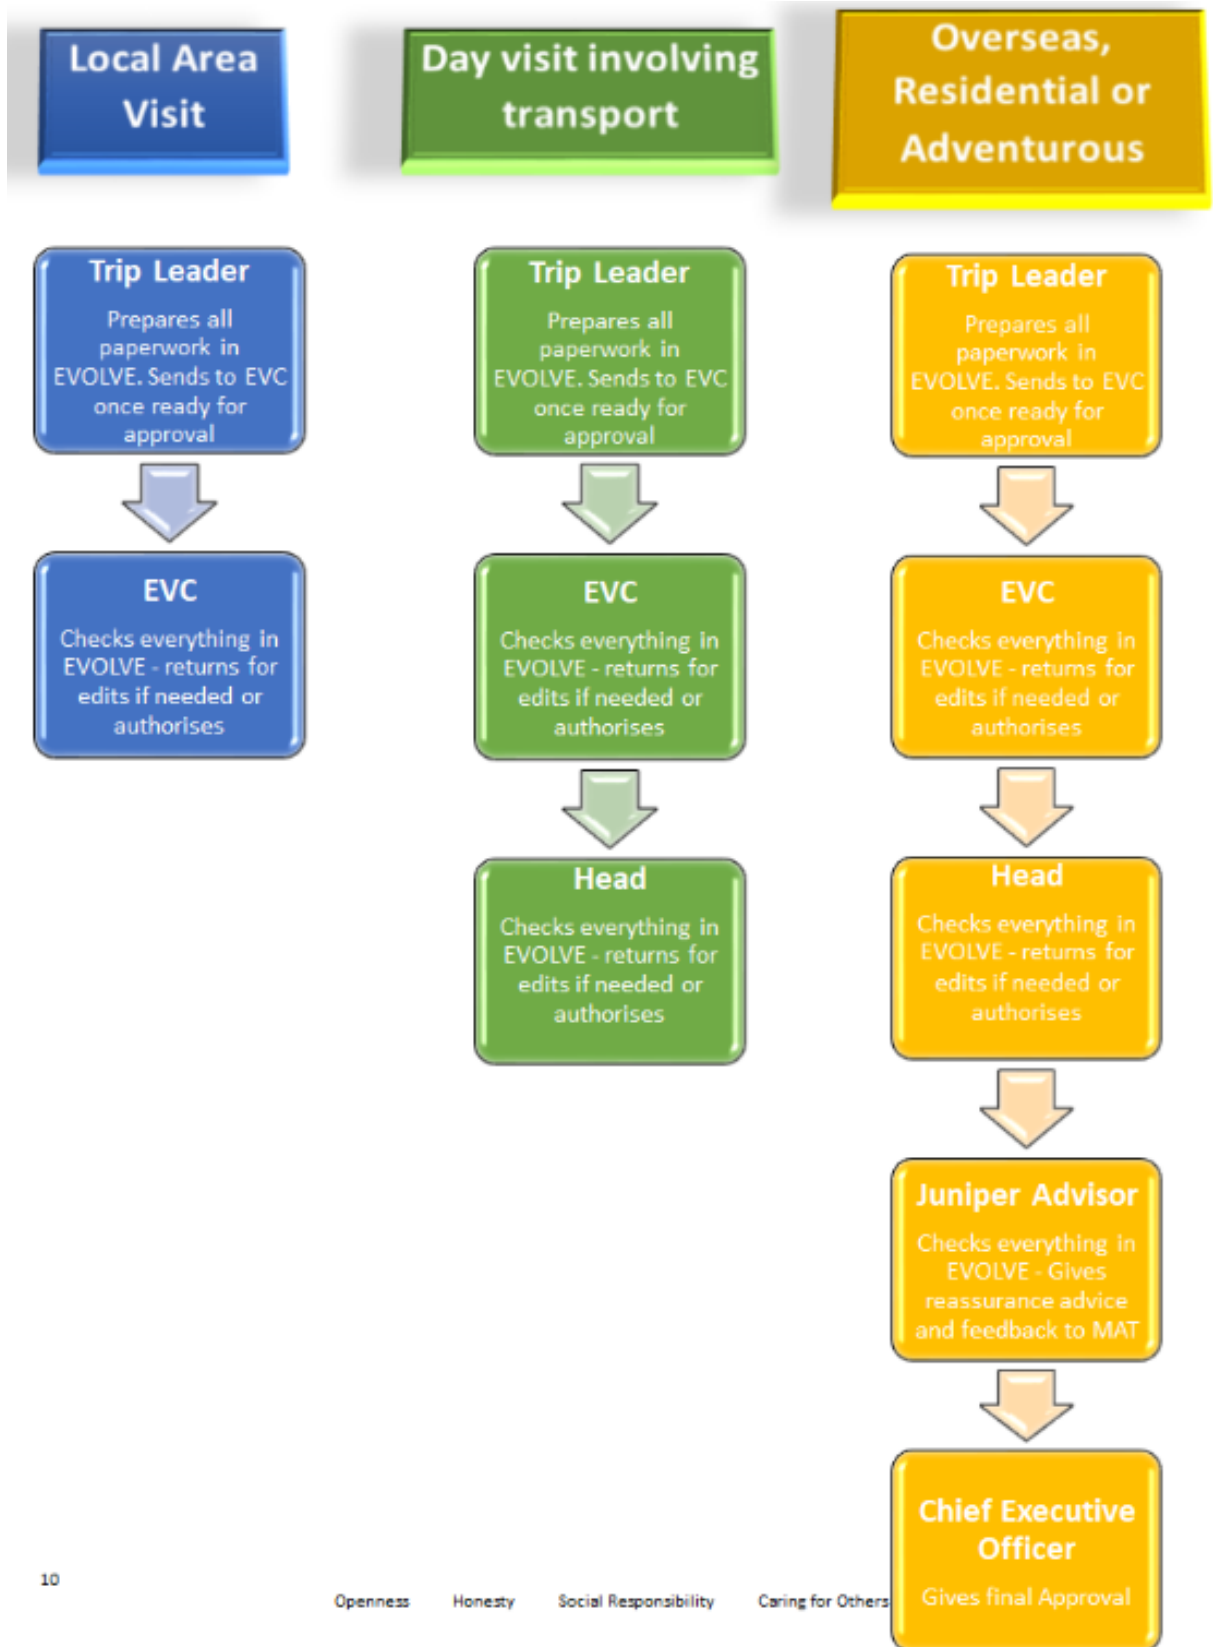 Local Area
Visit
Day visit involving
transport
Overseas,
Residential or
Adventurous
Trip Leader
Prepares all
paperwork in
EVOLVE. Sends to EVC
once ready for
approval
EVC
Checks everything in
EVOLVE - returns for
edits if needed or
authorises
Trip Leader
Prepares all
paperwork in
EVOLVE. Sends to EVC
once ready for
approval
EVC
Checks everything in
EVOLVE - returns for
edits if needed or
authorises
Head
Checks everything in
EVOLVE - returns for
edits if needed or
authorises
Trip Leader
Prepares all
paperwork in
EVOLVE. Sends to EVC
once ready for
approval
EVC
Checks everything in
EVOLVE - returns for
edits if needed or
authorises
Head
Checks everything in
EVOLVE - returns for
edits if needed or
authorises
Juniper Advisor
Checks everything in
EVOLVE - Gives
reassurance advice
and feedback to MAT
Chief Executive
Officer
Gives final Approval
10
Openness Honesty Social Responsibility Caring for Others